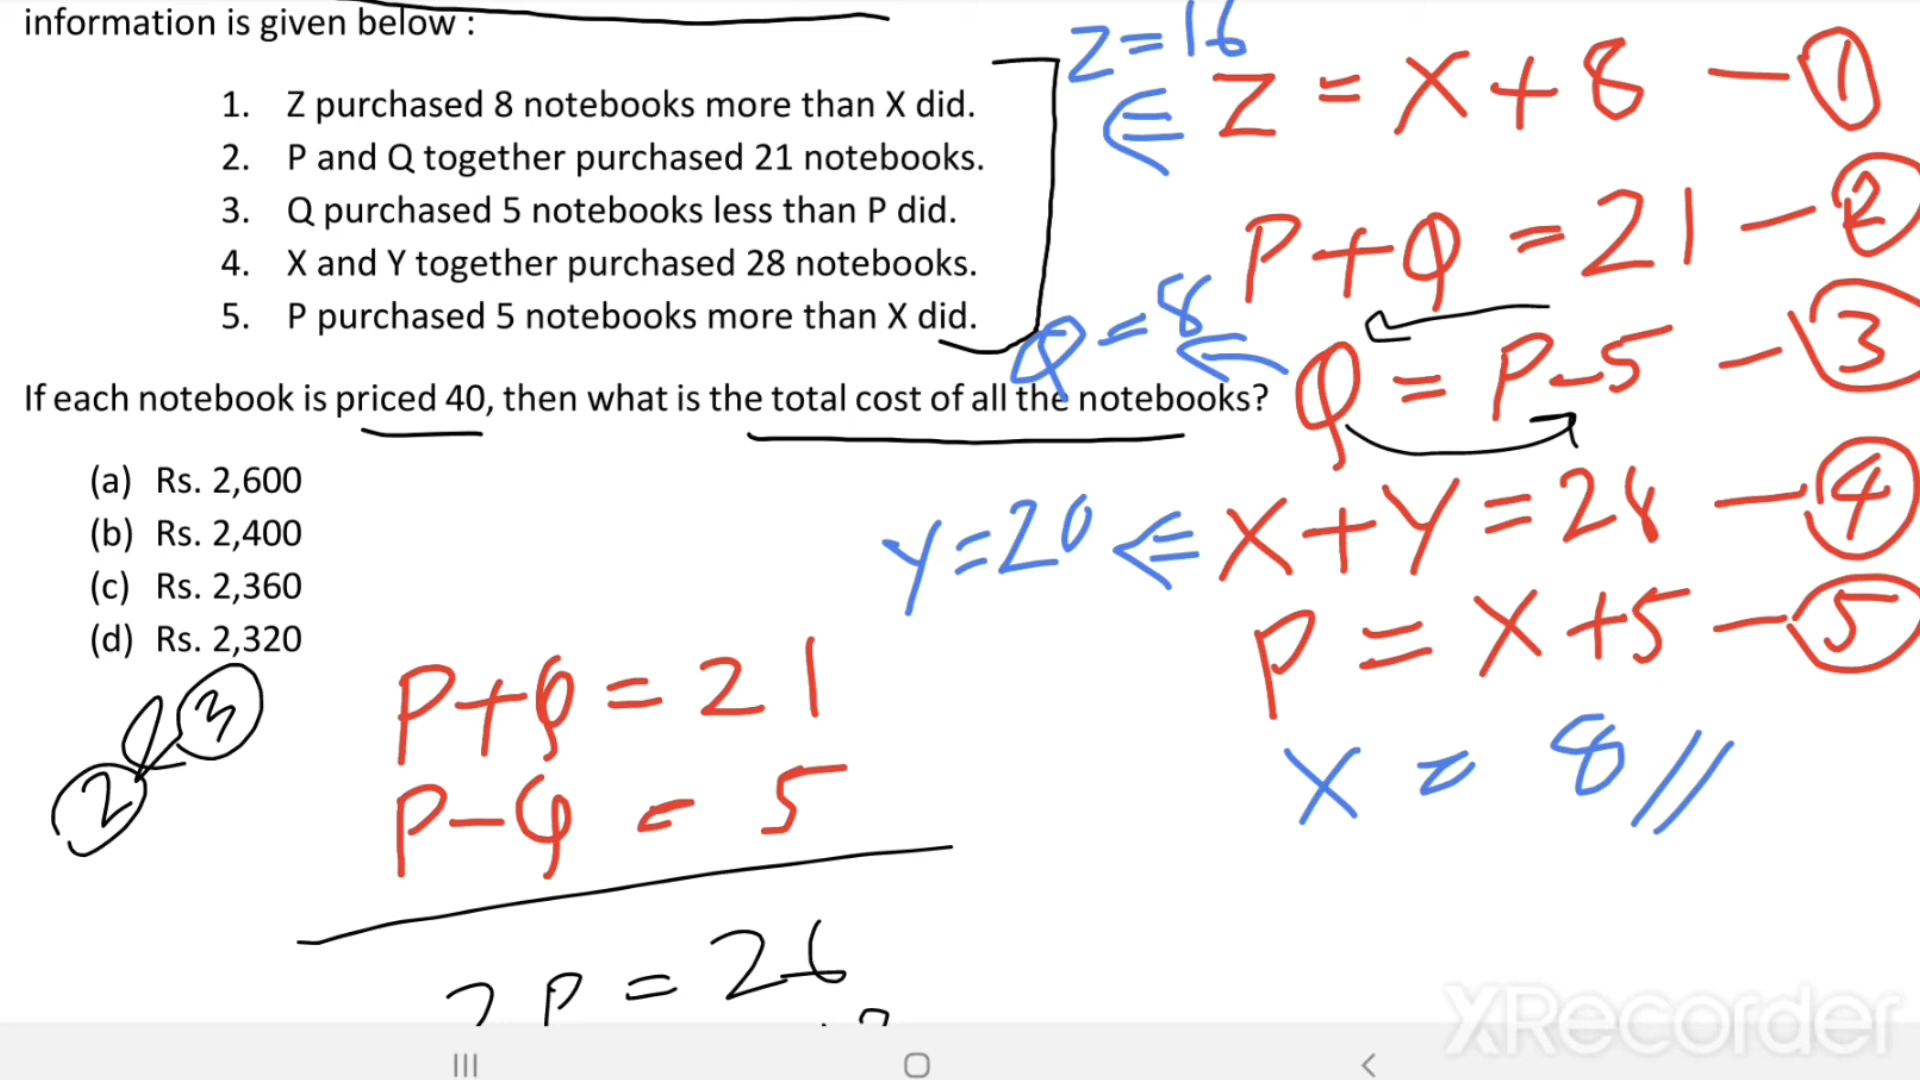 information is given below :
1. Z purchased 8 notebooks more than X did.
2. P and Q together purchased 21 notebooks.
3. Q purchased 5 notebooks less than P did.
4. X and Y together purchased 28 notebooks.
5. P purchased 5 notebooks more than X did.
If each notebook is priced 40, then what is the total cost of all the notebooks?
(a) Rs. 2,600
(b) Rs. 2,400
(c) Rs. 2,360
(d) Rs. 2,320
Z=16
⇐ Z = X+8 — ①
P+Q = 21 — ②
Q=8 ← Q = P-5 — ③
Y=20 ⇐ X+Y=28 — ④
P = X+5 — ⑤
X = 8 //
② & ③
P+Q = 21
P-Q = 5
2P = 26
XRecorder